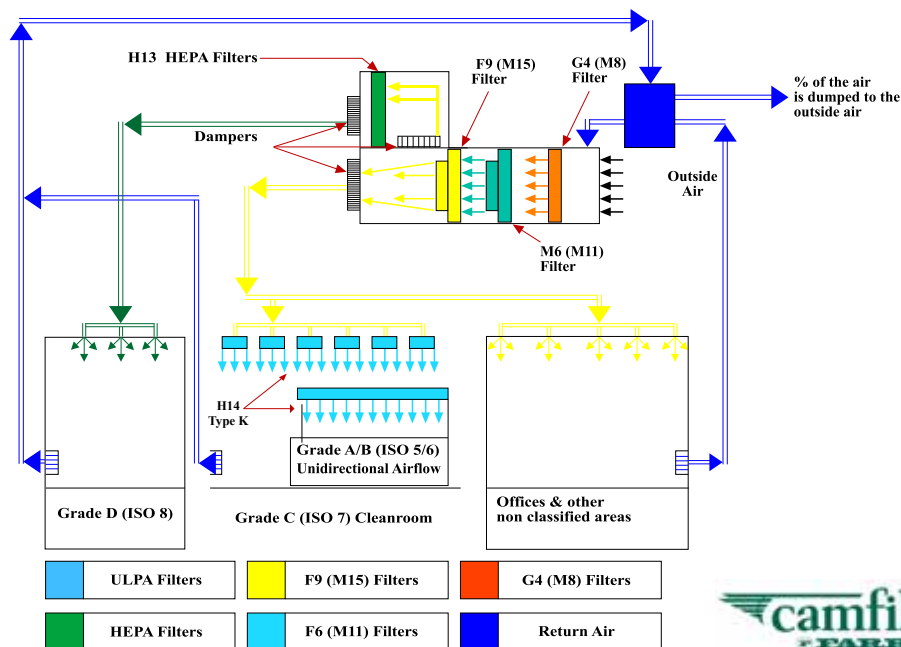 H13 HEPA Filters
F9 (M15)
Filter
G4 (M8)
Filter
% of the air
is dumped to the
outside air
Dampers
Outside
Air
M6 (M11)
Filter
H14
Type K
Grade A/B (ISO 5/6)
Unidirectional Airflow
Grade D (ISO 8)
Grade C (ISO 7) Cleanroom
Offices & other
non classified areas
ULPA Filters
F9 (M15) Filters
G4 (M8) Filters
HEPA Filters
F6 (M11) Filters
Return Air
camfil